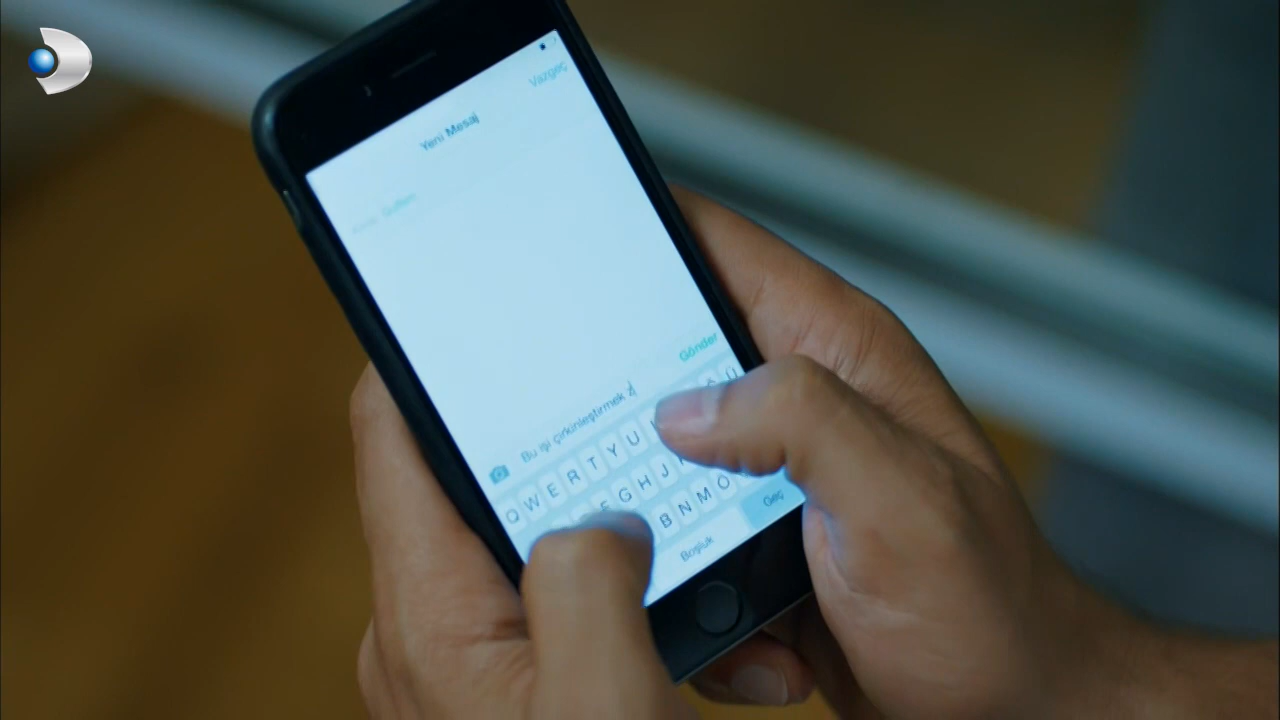 Vazgeç
Yeni Mesaj
Gönder
Bu işi çirkinleştirmek z
Q W E R T Y U
G H J
B N M Ö
Boşluk
Geç